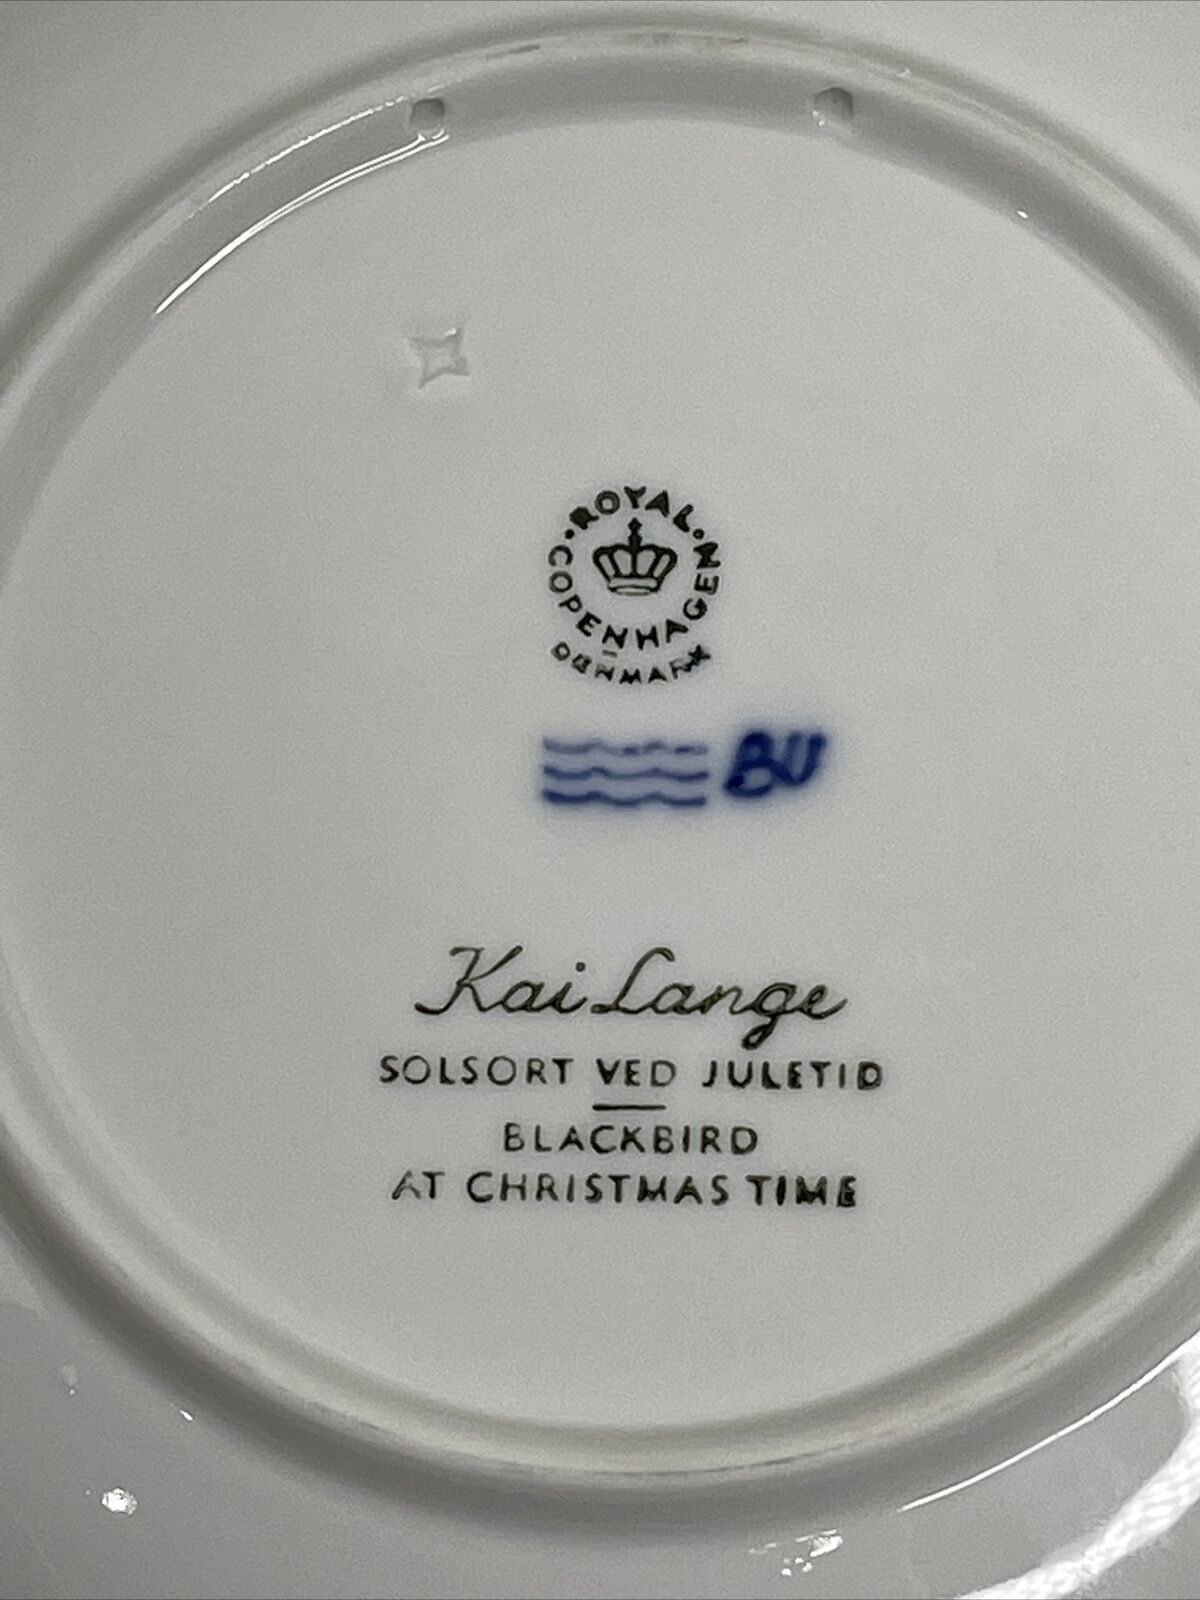 ROYAL
COPENHAGEN
DENMARK
BU
Kai Lange
SOLSORT VED JULETID
BLACKBIRD
AT CHRISTMAS TIME